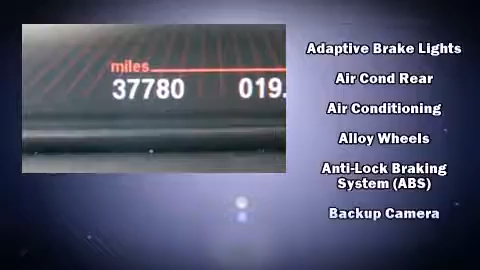 miles
37780 019.
Adaptive Brake Lights
Air Cond Rear
Air Conditioning
Alloy Wheels
Anti-Lock Braking
System (ABS)
Backup Camera